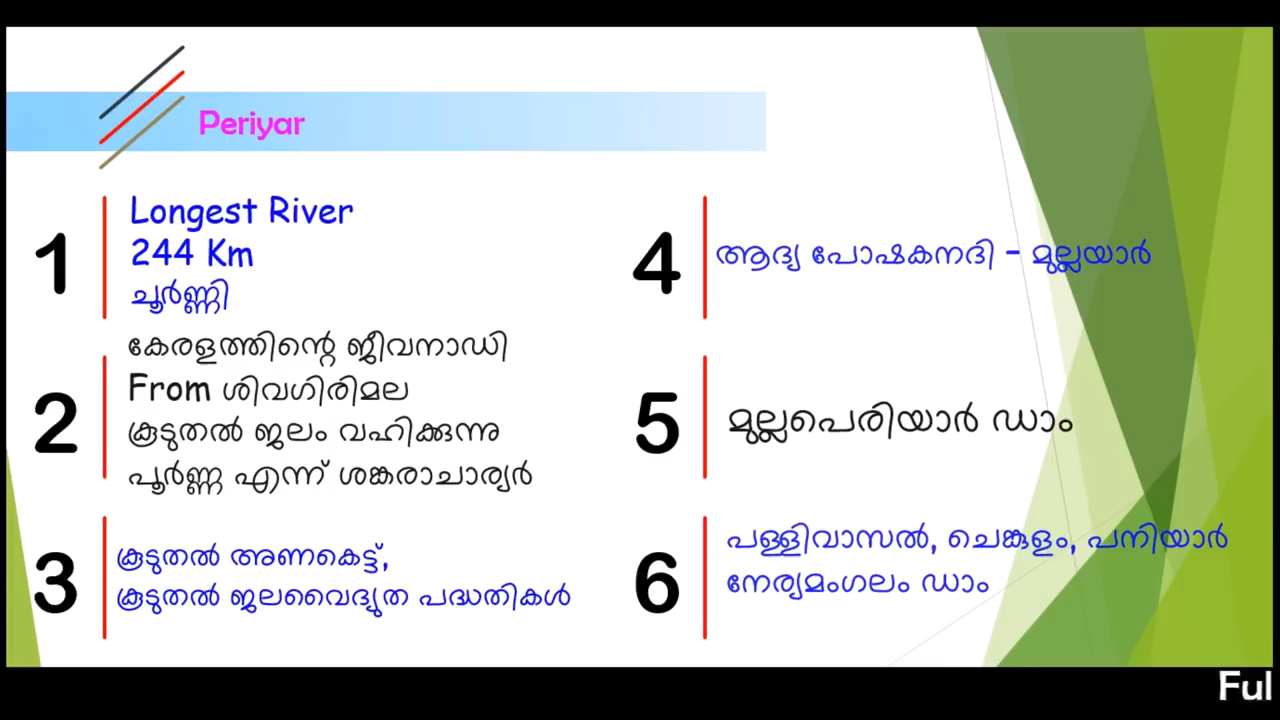 Periyar
1
Longest River
244 Km
ചൂർണ്ണി
2
കേരളത്തിന്റെ ജീവനാഡി
From ശിവഗിരിമല
കൂടുതൽ ജലം വഹിക്കുന്നു
പൂർണ്ണ എന്ന് ശങ്കരാചാര്യർ
3
കൂടുതൽ അണകെട്ട്,
കൂടുതൽ ജലവൈദ്യുത പദ്ധതികൾ
4
ആദ്യ പോഷകനദി – മുല്ലയാർ
5
മുല്ലപെരിയാർ ഡാം
6
പള്ളിവാസൽ, ചെങ്കുളം, പനിയാർ
നേര്യമംഗലം ഡാം
Ful